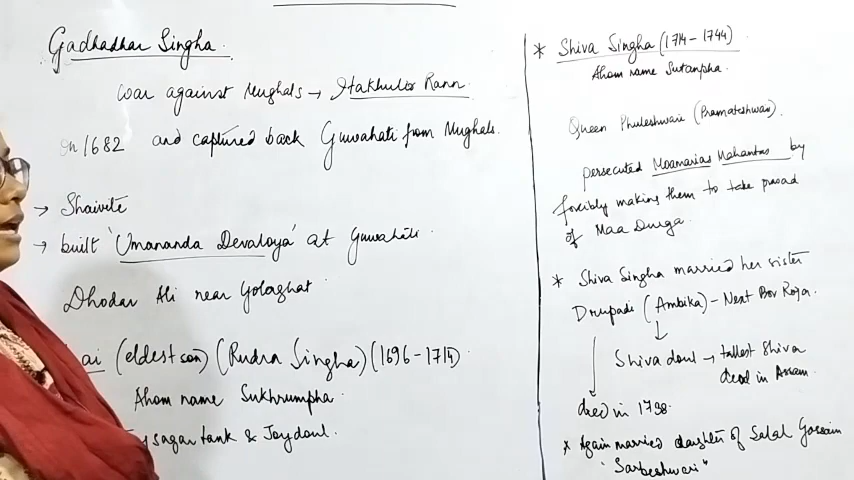 Gadhadhar Singha.
War against Mughals → Itakhuli Rann.
In 1682 and captured back Guwahati from Mughals.
→ Shaivite
→ built 'Umananda Devaloya' at Guwahati.
Dhodar Ali near Golaghat.
ai (eldest son) (Rudra Singha) (1696-1714)
Ahom name Sukhrumpha.
sagar tank & Joydoul.
* Shiva Singha (1714-1744)
Ahom name Sutanpha.
Queen Phuleshwari (Pramateshwari).
persecuted Moamarias Mahantas by
forcibly making them to take prasad
of Maa Durga.
* Shiva Singha married her sister
Drupadi (Ambika) - Next Bor Roja.
↓
Shiva doul → tallest Shiva
doul in Assam.
died in 1738.
* Again married daughter of Salal Gossain
"Sarbeshwari"